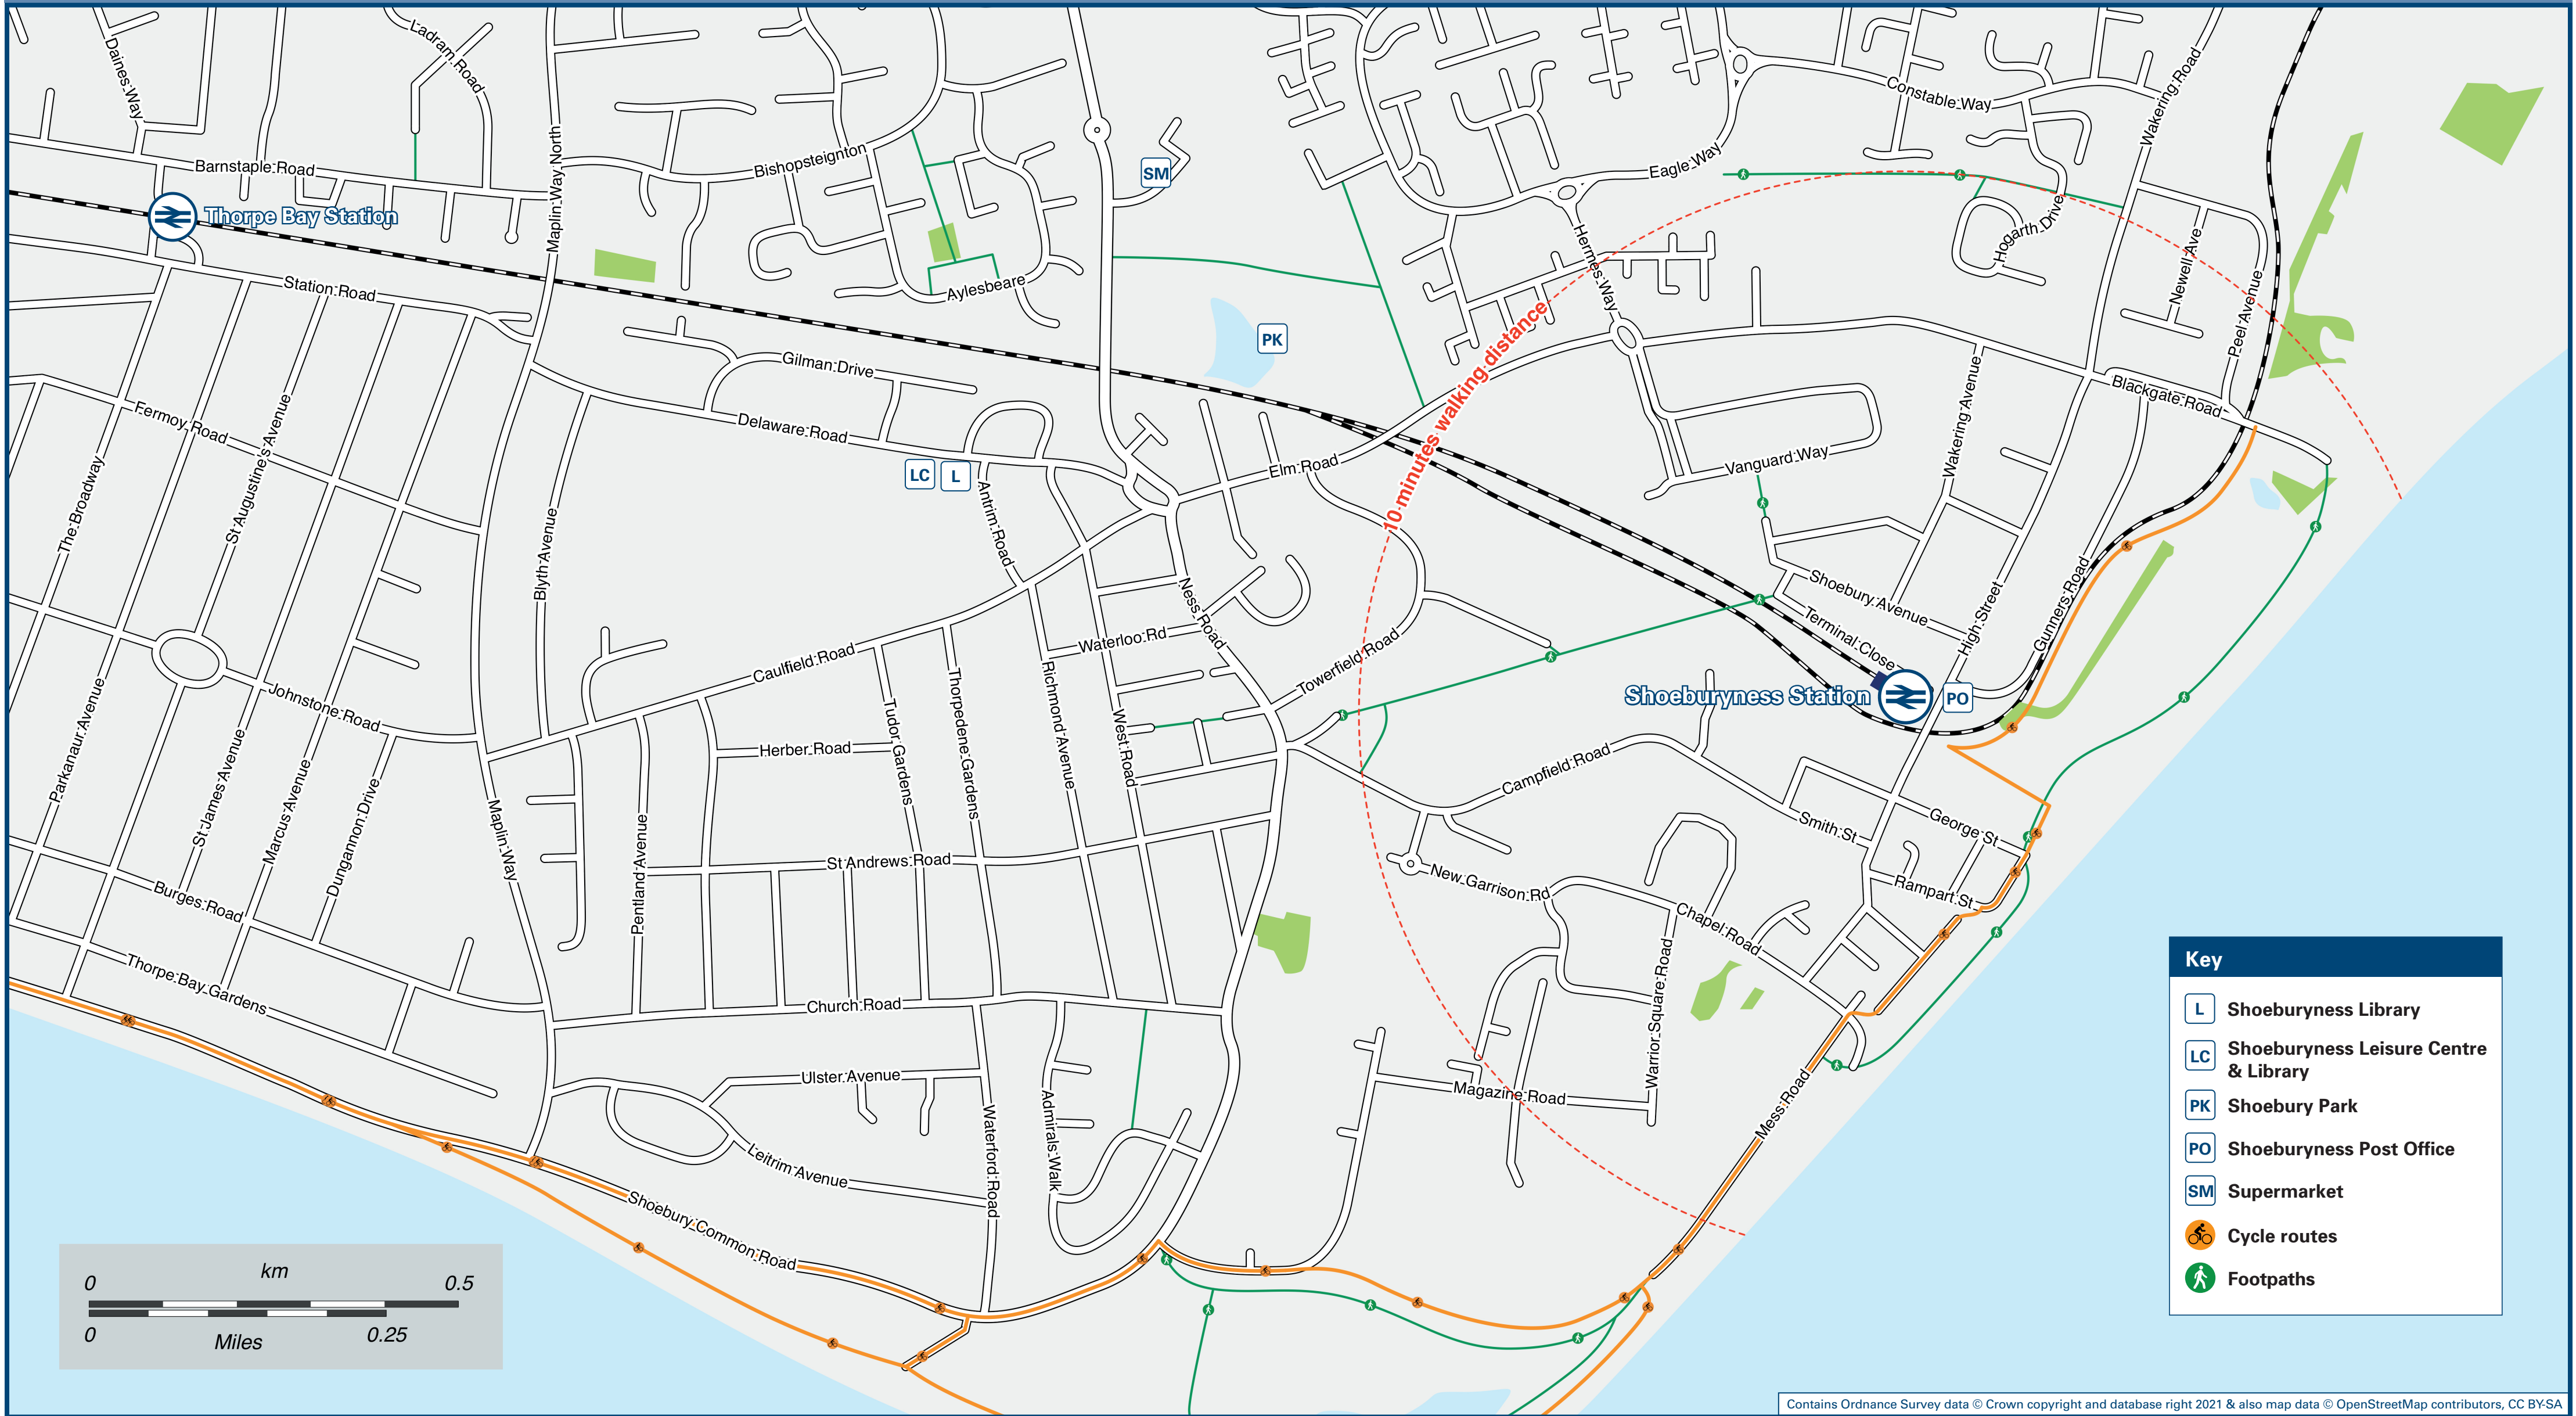 Daines Way
Ladram Road
Barnstaple Road
Maplin Way North
Bishopsteignton
SM
Constable Way
Wakering Road
Eagle Way
Thorpe Bay Station
Station Road
Aylesbeare
Hermes Way
Hogarth Drive
Newell Ave
Peel Avenue
PK
10 minutes walking distance
Gilman Drive
Blackgate Road
Fermoy Road
St Augustine's Avenue
The Broadway
Delaware Road
LC
L
Elm Road
Vanguard Way
Wakering Avenue
Blyth Avenue
Antrim Road
Ness Road
Shoebury Avenue
High Street
Gunners Road
Terminal Close
Waterloo Rd
Caulfield Road
Towerfield Road
Shoeburyness Station
PO
Johnstone Road
Parkanaur Avenue
St James Avenue
Marcus Avenue
Dungannon Drive
Herber Road
Tudor Gardens
Thorpedene Gardens
Richmond Avenue
West Road
Campfield Road
Maplin Way
Pentland Avenue
St Andrews Road
Smith St
George St
New Garrison Rd
Rampart St
Chapel Road
Burges Road
Thorpe Bay Gardens
Church Road
Warrior Square Road
Ulster Avenue
Admirals Walk
Waterford Road
Leitrim Avenue
Magazine Road
Mess Road
Shoebury Common Road
Key
L Shoeburyness Library
LC Shoeburyness Leisure Centre
& Library
PK Shoebury Park
PO Shoeburyness Post Office
SM Supermarket
Cycle routes
Footpaths
km
0 0.5
0 0.25
Miles
Contains Ordnance Survey data © Crown copyright and database right 2021 & also map data © OpenStreetMap contributors, CC BY-SA